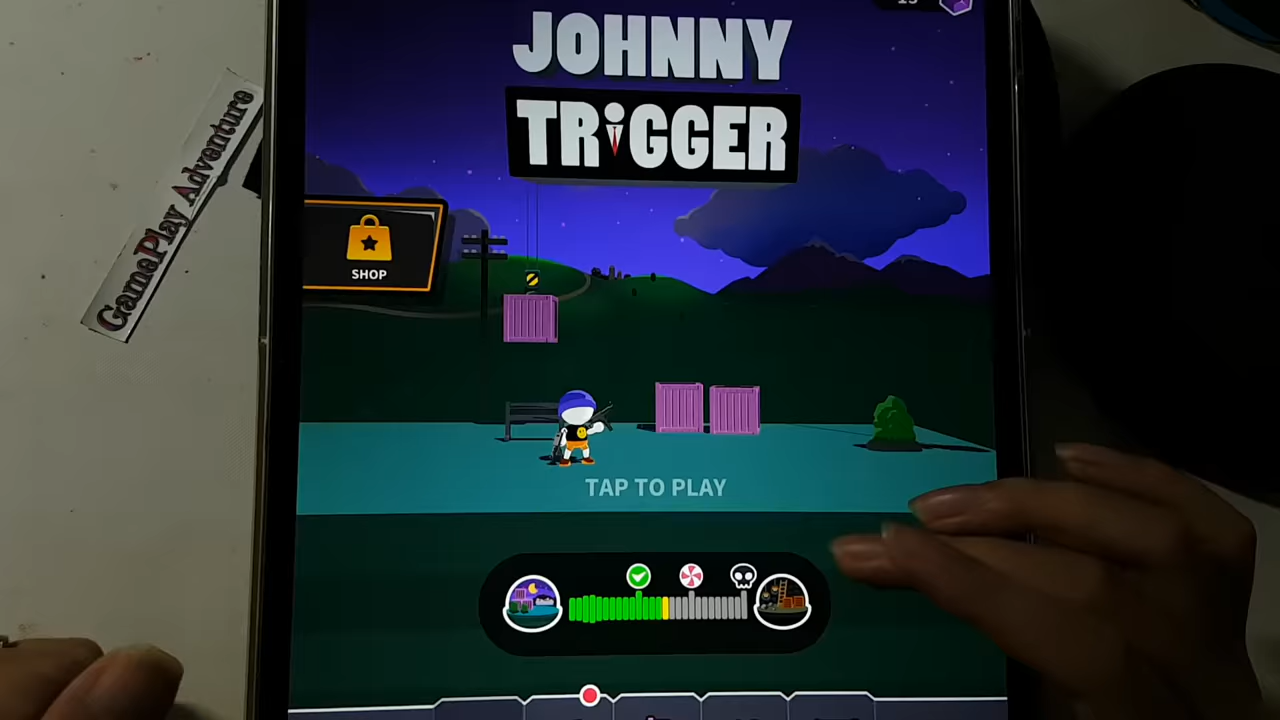 JOHNNY
TRiGGER
GamePlay Adventure
SHOP
TAP TO PLAY